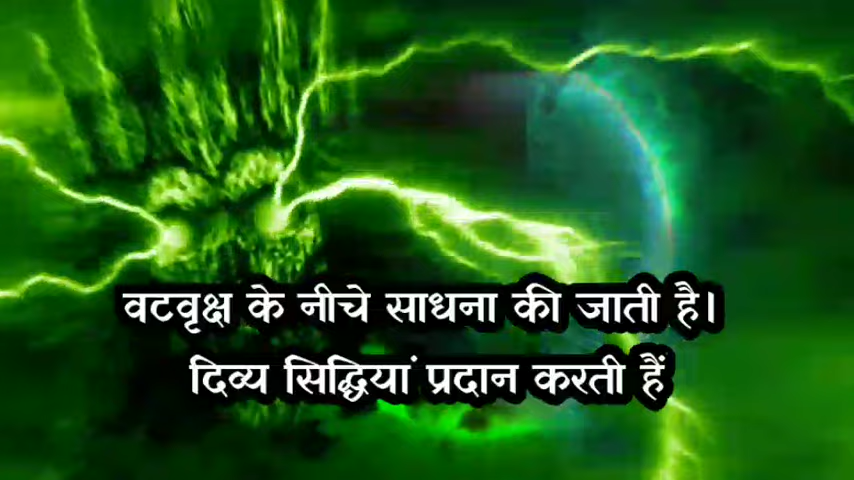 वटवृक्ष के नीचे साधना की जाती है।
दिव्य सिद्धियां प्रदान करती हैं